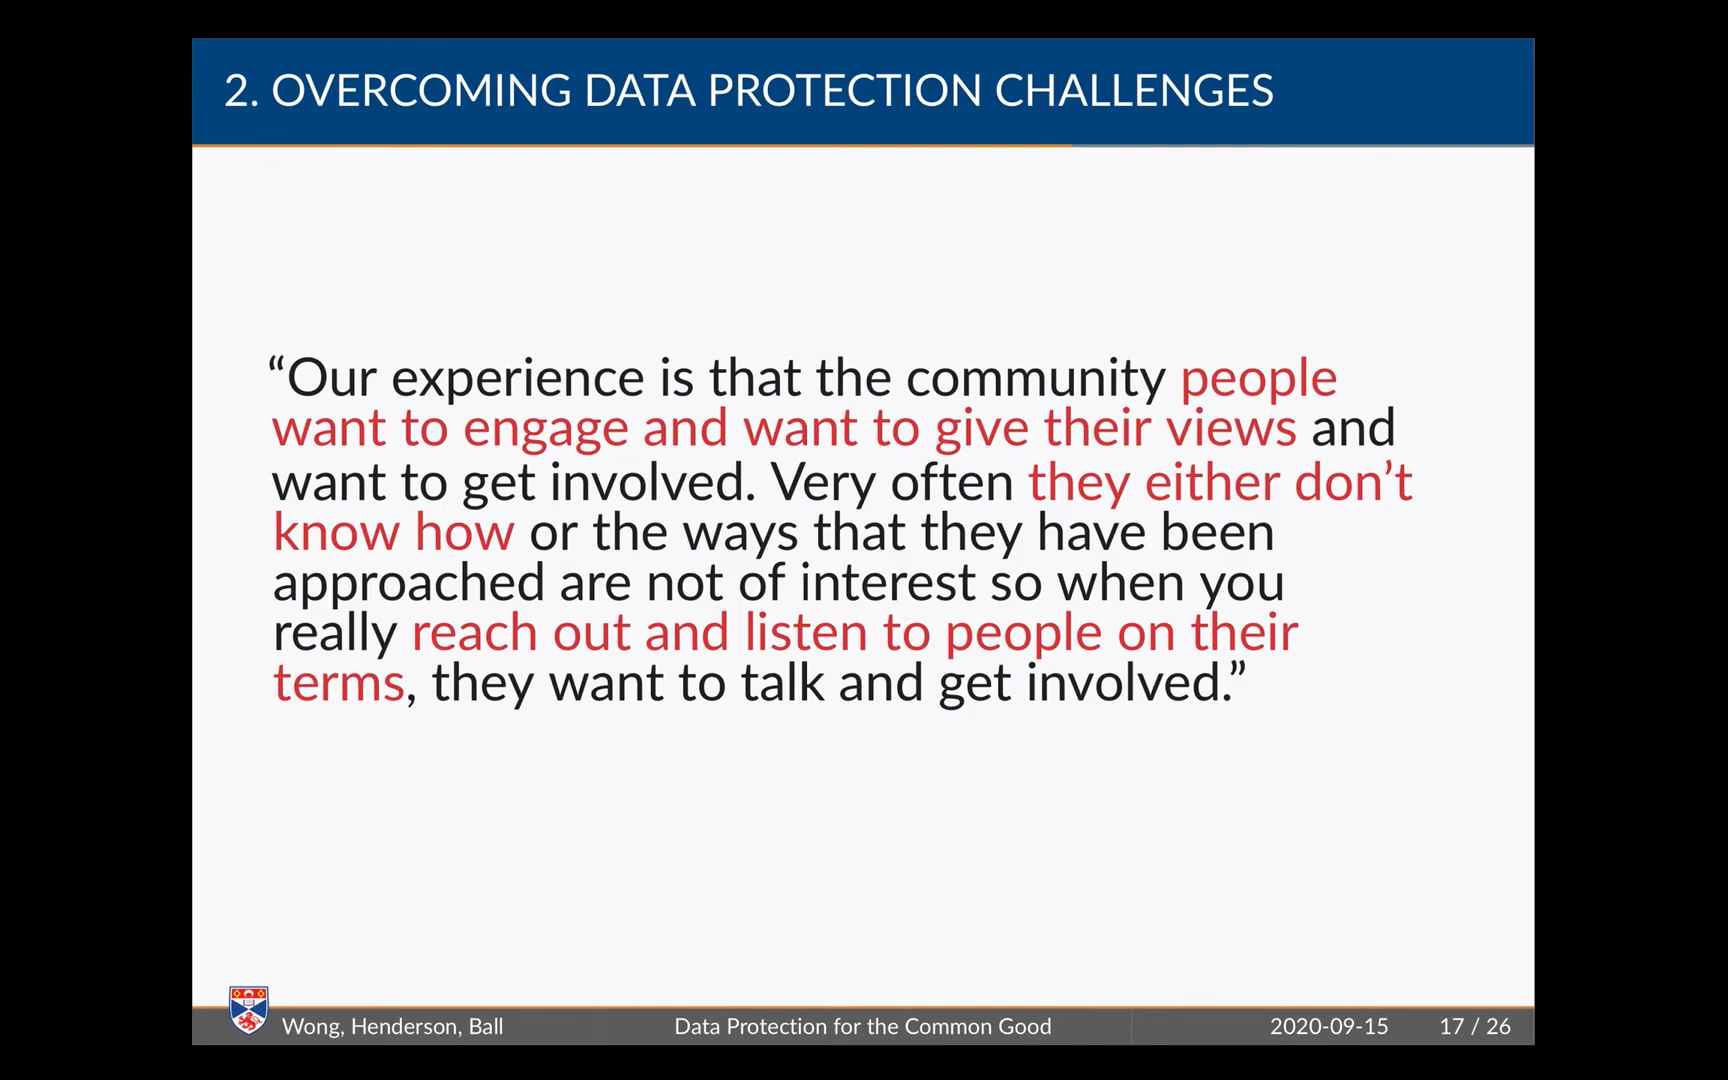 2. OVERCOMING DATA PROTECTION CHALLENGES
“Our experience is that the community people
want to engage and want to give their views and
want to get involved. Very often they either don’t
know how or the ways that they have been
approached are not of interest so when you
really reach out and listen to people on their
terms, they want to talk and get involved.”
Wong, Henderson, Ball
Data Protection for the Common Good
2020-09-15
17 / 26